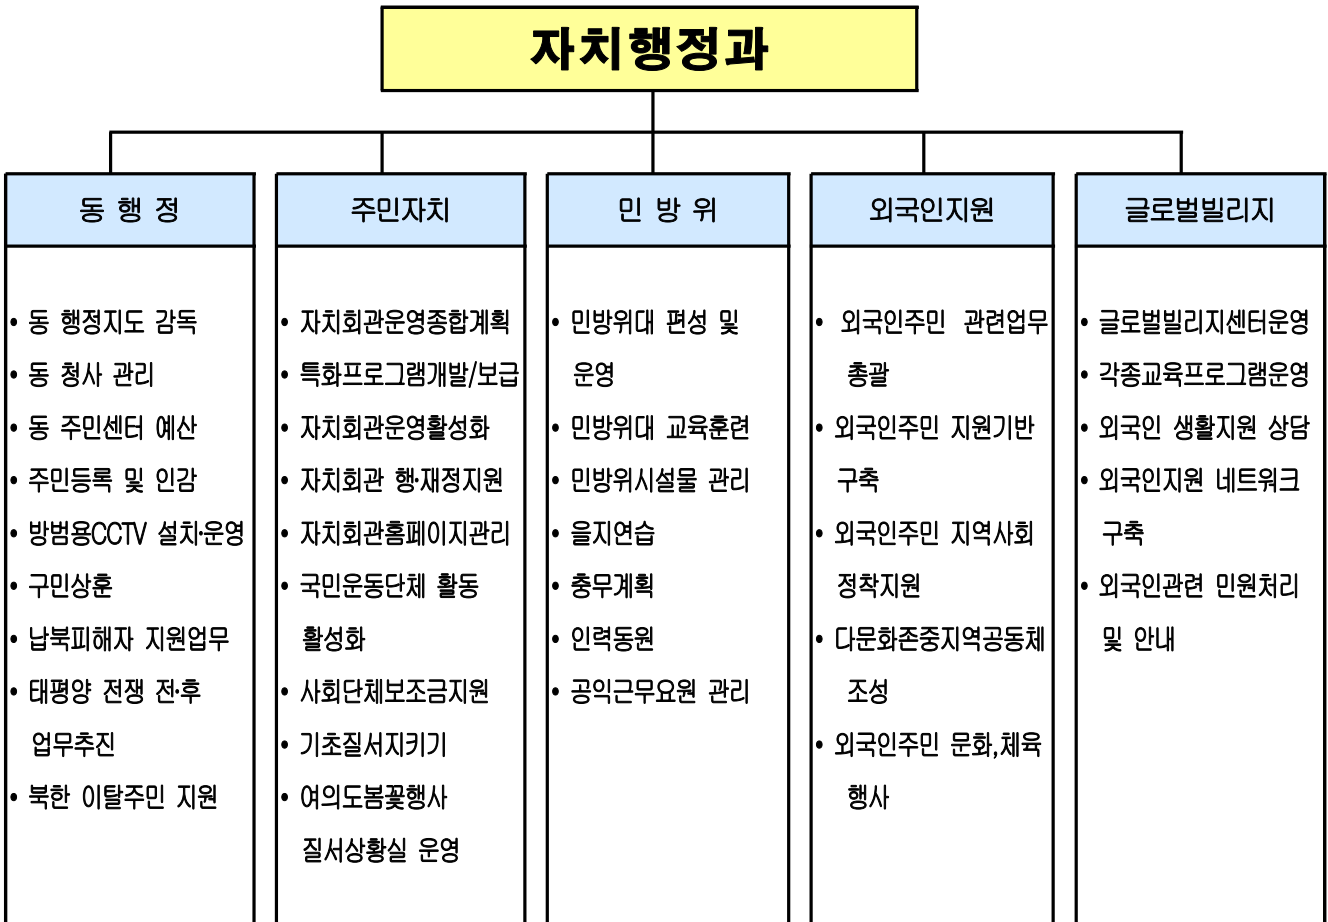 자치행정과
동 행 정
• 동 행정지도 감독
• 동 청사 관리
• 동 주민센터 예산
• 주민등록 및 인감
• 방범용CCTV 설치·운영
• 구민상훈
• 납북피해자 지원업무
• 태평양 전쟁 전·후
업무추진
• 북한 이탈주민 지원
주민자치
• 자치회관운영종합계획
• 특화프로그램개발/보급
• 자치회관운영활성화
• 자치회관 행·재정지원
• 자치회관홈페이지관리
• 국민운동단체 활동
활성화
• 사회단체보조금지원
• 기초질서지키기
• 여의도봄꽃행사
질서상황실 운영
민 방 위
• 민방위대 편성 및
운영
• 민방위대 교육훈련
• 민방위시설물 관리
• 을지연습
• 충무계획
• 인력동원
• 공익근무요원 관리
외국인지원
• 외국인주민 관련업무
총괄
• 외국인주민 지원기반
구축
• 외국인주민 지역사회
정착지원
• 다문화존중지역공동체
조성
• 외국인주민 문화,체육
행사
글로벌빌리지
• 글로벌빌리지센터운영
• 각종교육프로그램운영
• 외국인 생활지원 상담
• 외국인지원 네트워크
구축
• 외국인관련 민원처리
및 안내